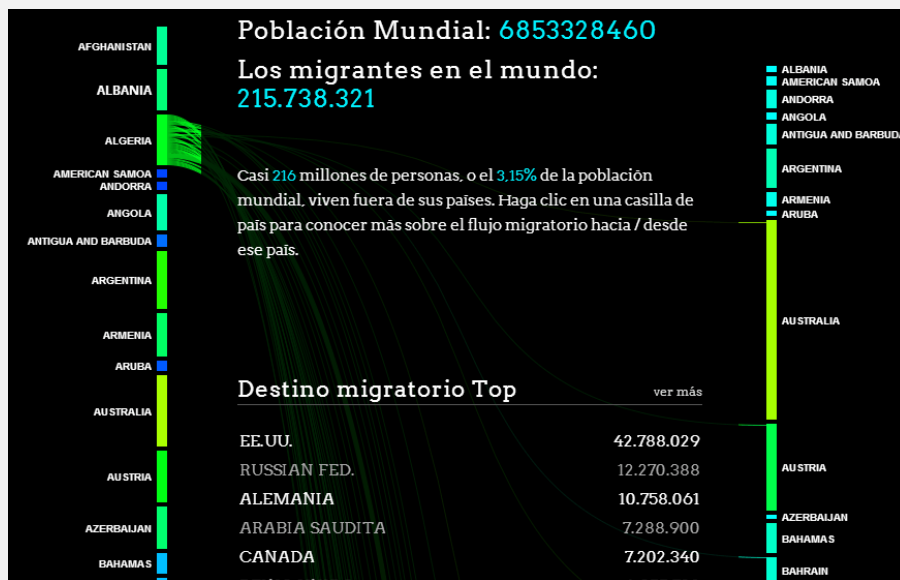 AFGHANISTAN
ALBANIA
ALGERIA
AMERICAN SAMOA
ANDORRA
ANGOLA
ANTIGUA AND BARBUDA
ARGENTINA
ARMENIA
ARUBA
AUSTRALIA
AUSTRIA
AZERBAIJAN
BAHAMAS
Población Mundial: 6853328460
Los migrantes en el mundo:
215.738.321
Casi 216 millones de personas, o el 3,15% de la población
mundial, viven fuera de sus países. Haga clic en una casilla de
país para conocer más sobre el flujo migratorio hacia / desde
ese país.
Destino migratorio Top ver más
EE.UU. 42.788.029
RUSSIAN FED. 12.270.388
ALEMANIA 10.758.061
ARABIA SAUDITA 7.288.900
CANADA 7.202.340
ALBANIA
AMERICAN SAMOA
ANDORRA
ANGOLA
ANTIGUA AND BARBUDA
ARGENTINA
ARMENIA
ARUBA
AUSTRALIA
AUSTRIA
AZERBAIJAN
BAHAMAS
BAHRAIN